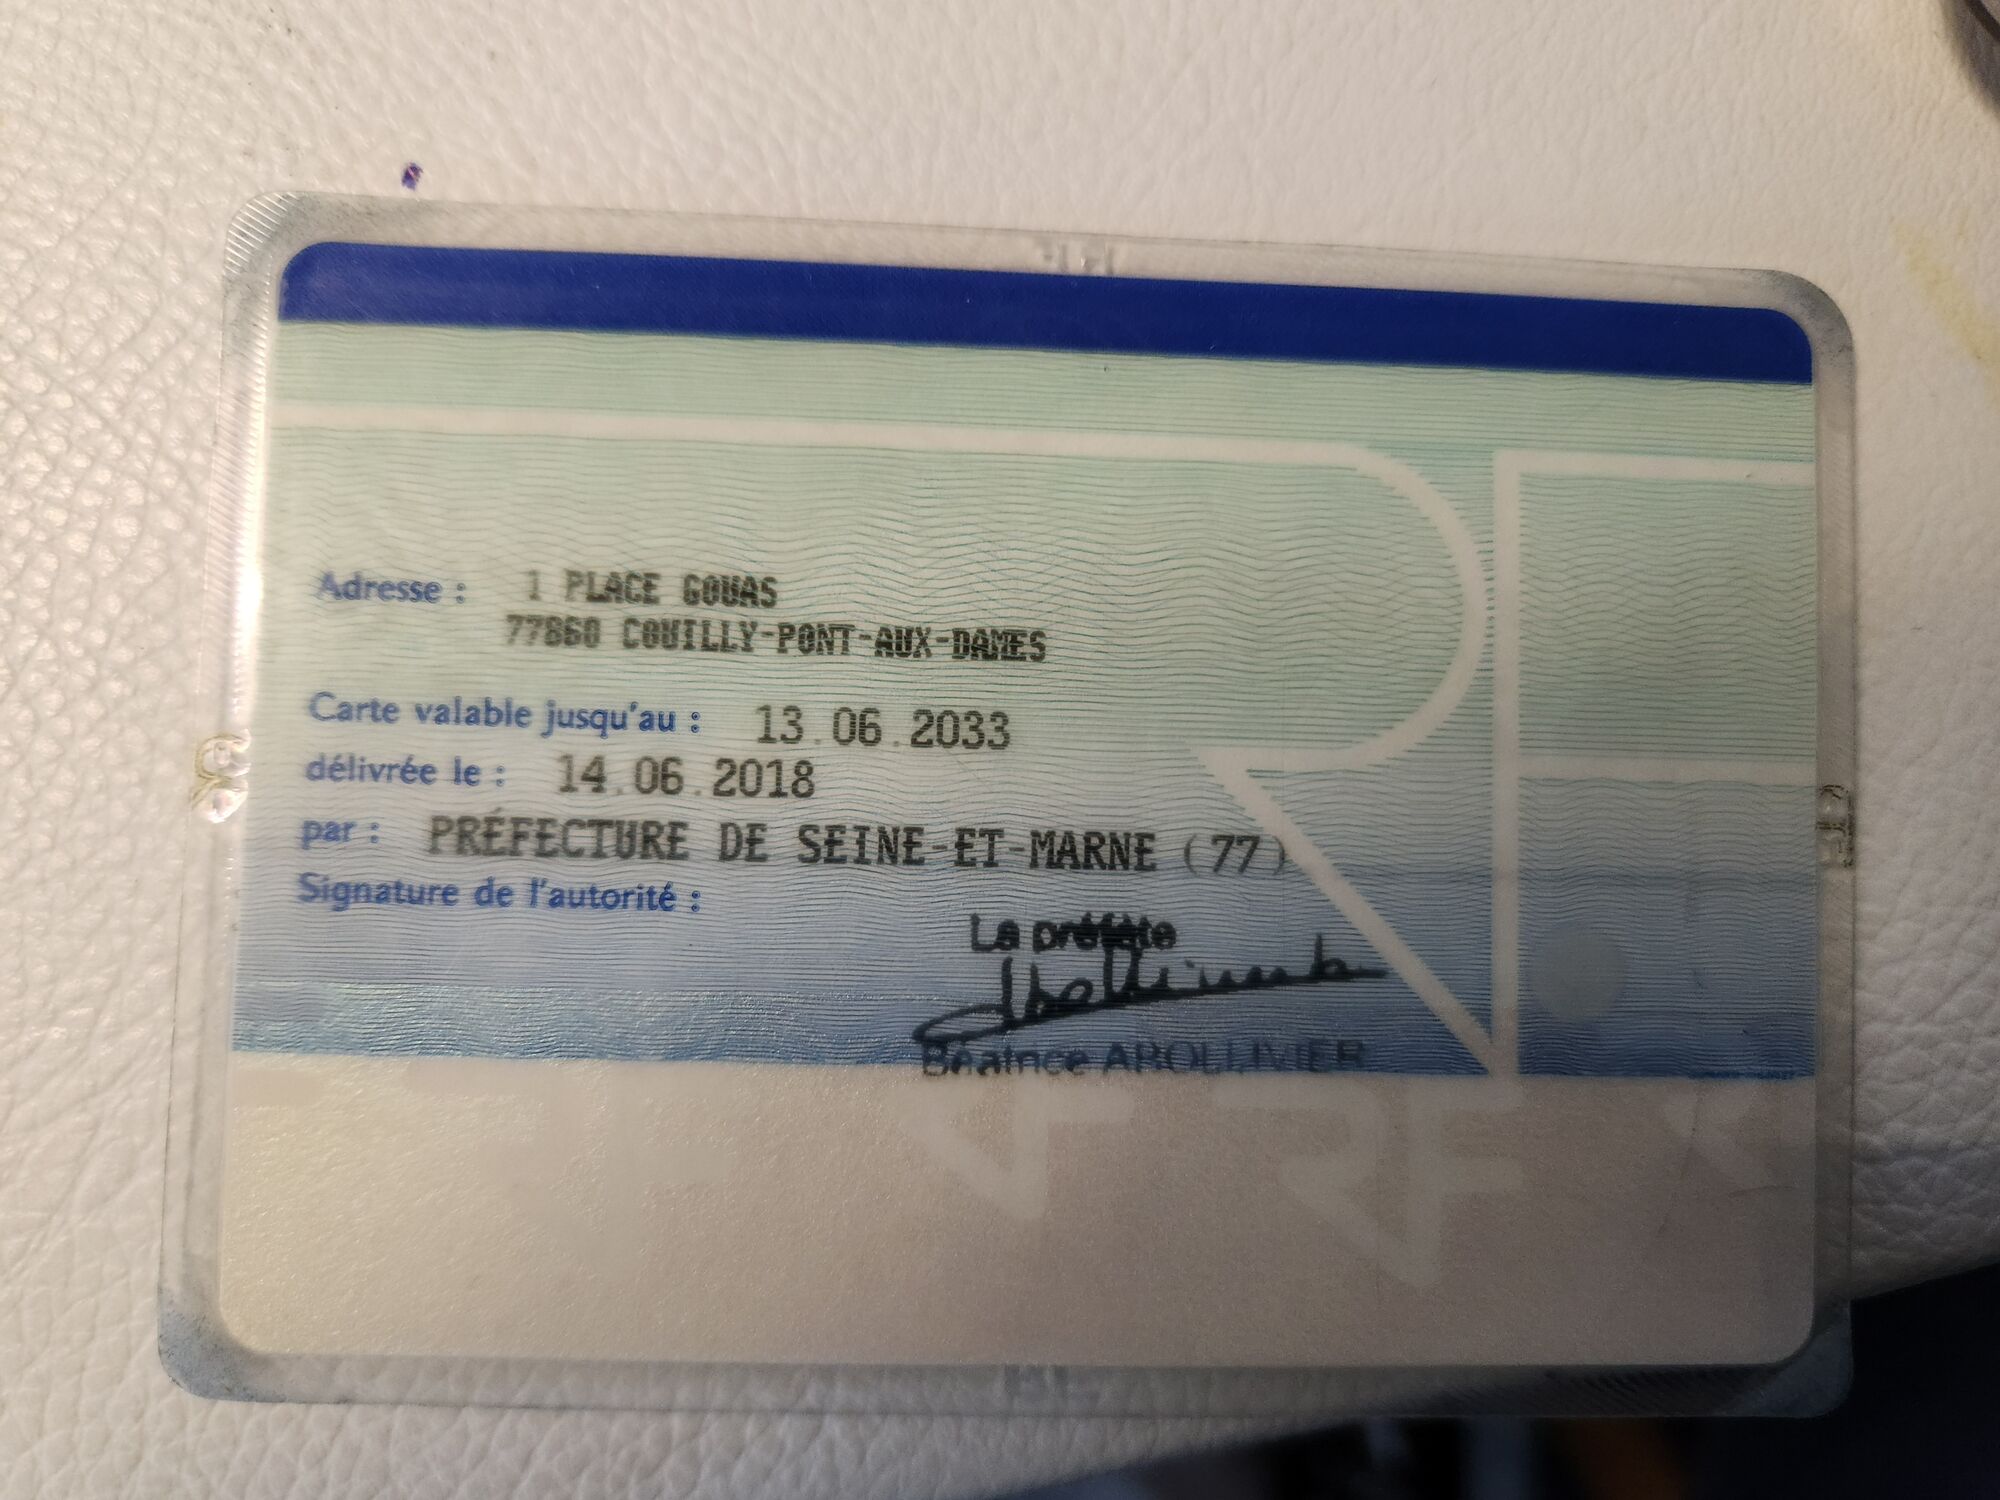 Adresse : 1 PLACE GOUAS
77860 COUILLY-PONT-AUX-DAMES
Carte valable jusqu'au : 13.06.2033
délivrée le : 14.06.2018
par : PRÉFECTURE DE SEINE-ET-MARNE (77)
Signature de l'autorité :
La préfète
Béatrice ABOLLIVIER
RF